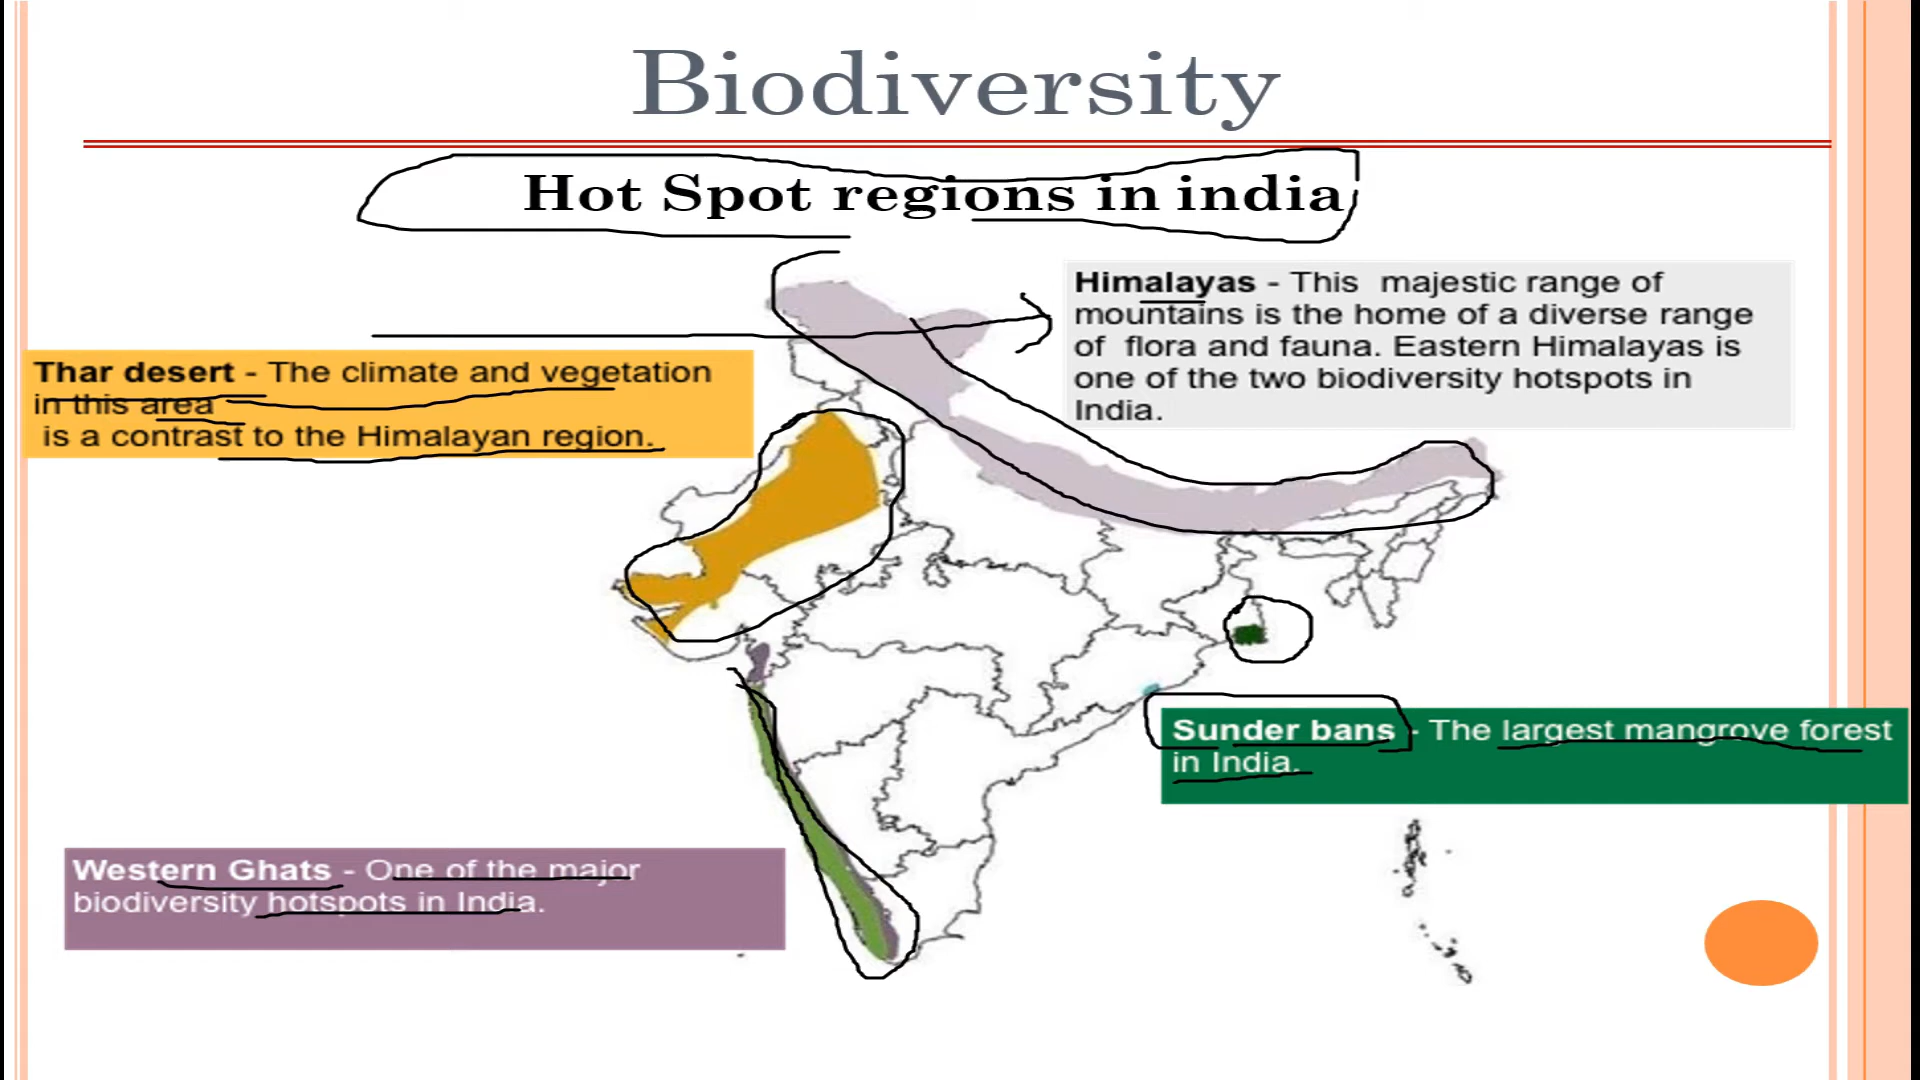 Biodiversity
Hot Spot regions in india
Himalayas - This majestic range of
mountains is the home of a diverse range
of flora and fauna. Eastern Himalayas is
one of the two biodiversity hotspots in
India.
Thar desert - The climate and vegetation
in this area
is a contrast to the Himalayan region.
Sunder bans - The largest mangrove forest
in India.
Western Ghats - One of the major
biodiversity hotspots in India.